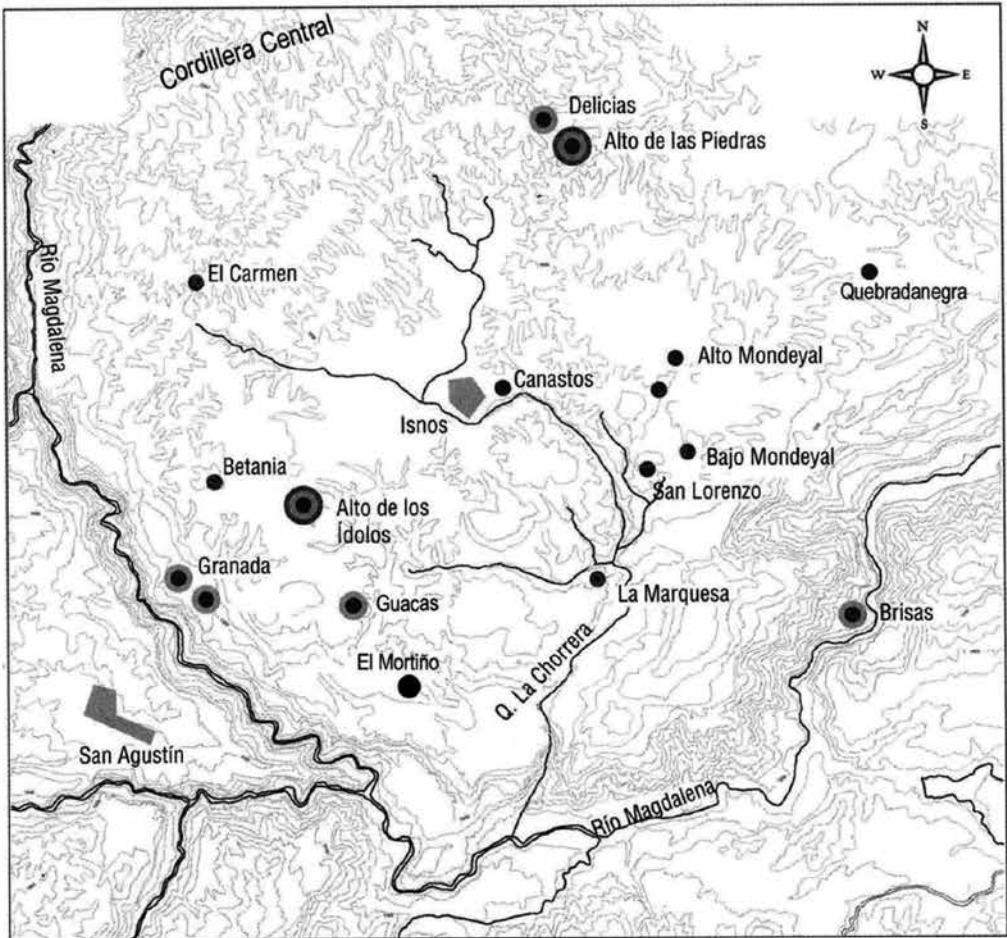 Cordillera Central
N
W
E
S
Delicias
Alto de las Piedras
Río Magdalena
El Carmen
Quebradanegra
Alto Mondeyal
Canastos
Isnos
Betania
Bajo Mondeyal
San Lorenzo
Alto de los
Ídolos
Granada
Guacas
La Marquesa
Brisas
El Mortiño
Q. La Chorrera
San Agustín
Río Magdalena